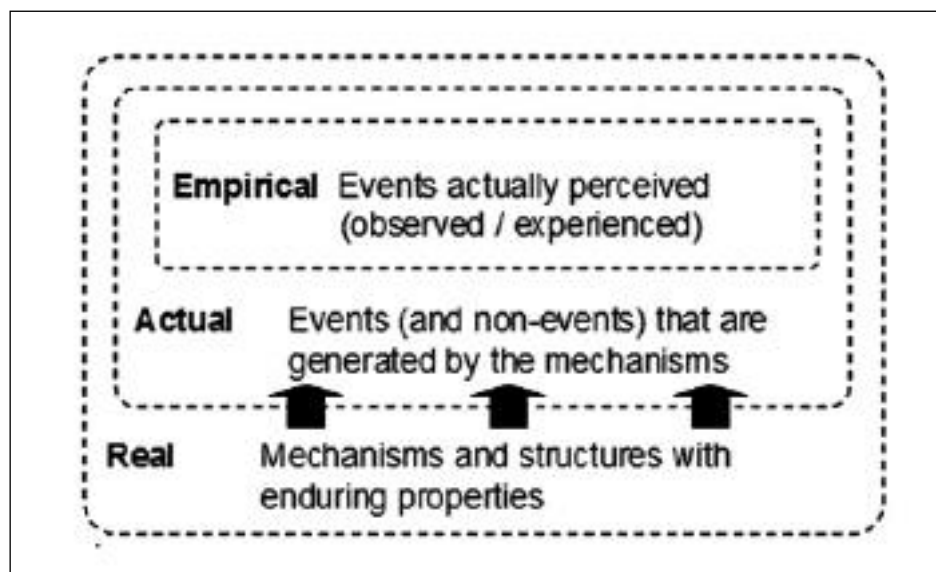 Empirical Events actually perceived
(observed / experienced)
Actual Events (and non-events) that are
generated by the mechanisms
Real Mechanisms and structures with
enduring properties